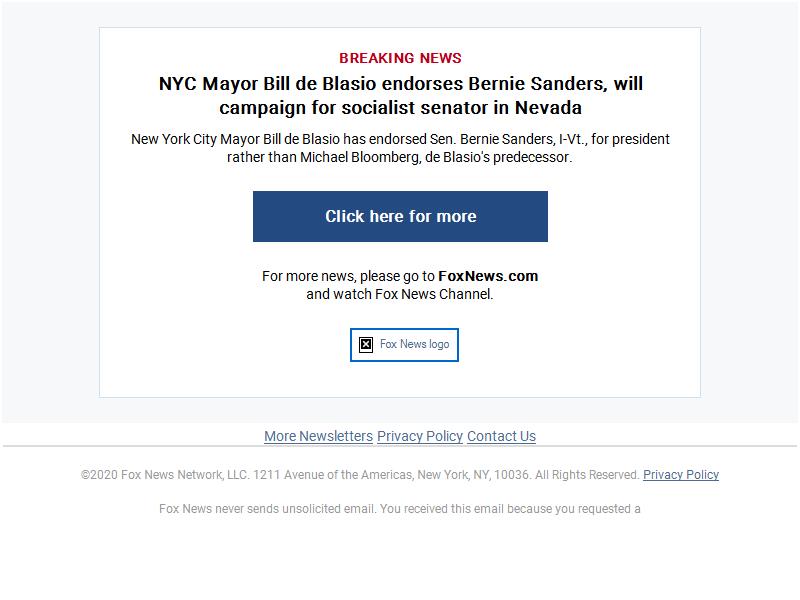 BREAKING NEWS
NYC Mayor Bill de Blasio endorses Bernie Sanders, will
campaign for socialist senator in Nevada
New York City Mayor Bill de Blasio has endorsed Sen. Bernie Sanders, I-Vt., for president
rather than Michael Bloomberg, de Blasio's predecessor.
Click here for more
For more news, please go to FoxNews.com
and watch Fox News Channel.
Fox News logo
More Newsletters Privacy Policy Contact Us
©2020 Fox News Network, LLC. 1211 Avenue of the Americas, New York, NY, 10036. All Rights Reserved. Privacy Policy
Fox News never sends unsolicited email. You received this email because you requested a